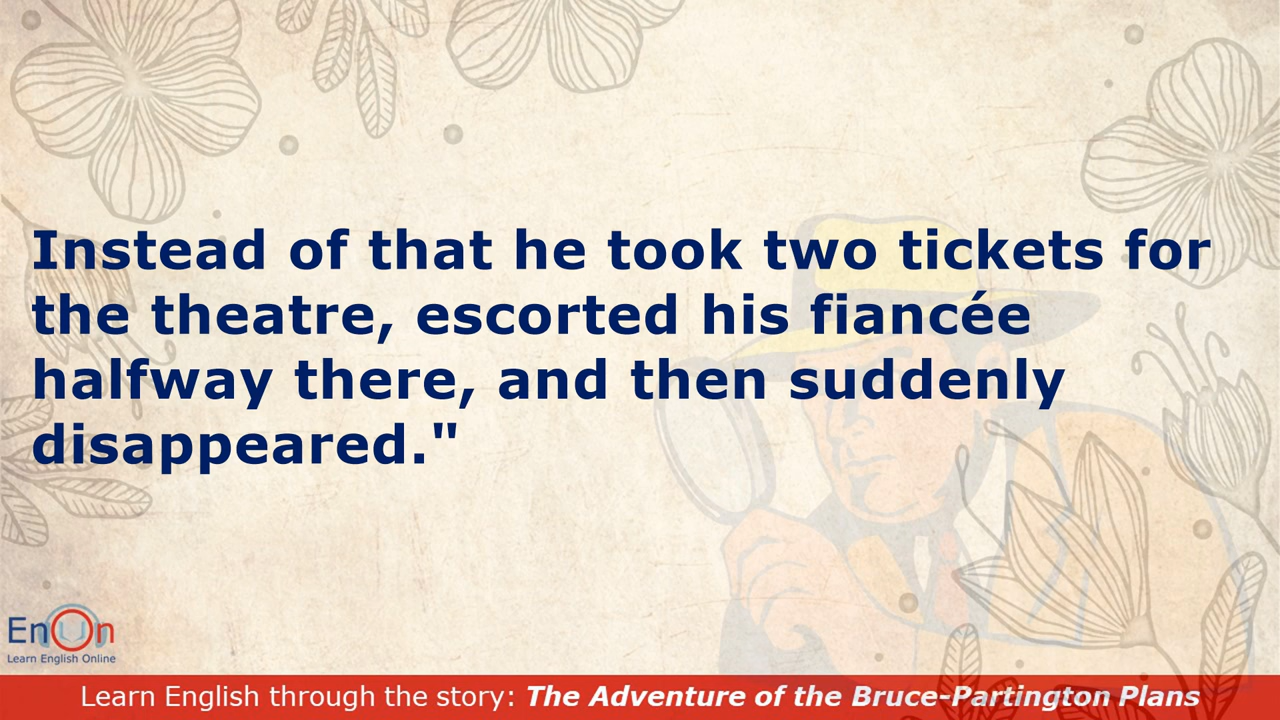 Instead of that he took two tickets for
the theatre, escorted his fiancée
halfway there, and then suddenly
disappeared."
EnOn
Learn English Online
Learn English through the story: The Adventure of the Bruce-Partington Plans